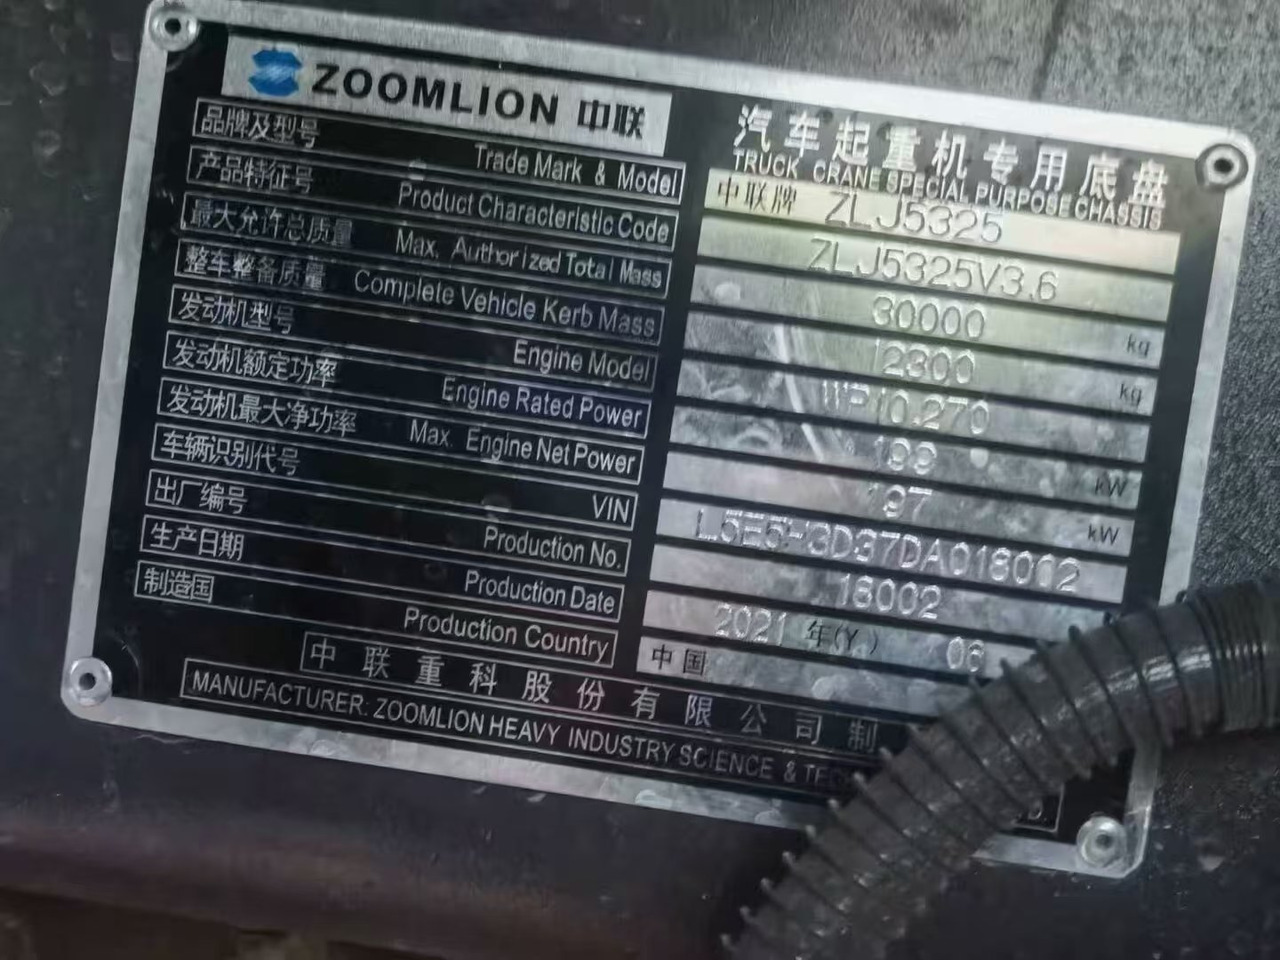 ZOOMLION 中联
汽车起重机专用底盘
TRUCK CRANE SPECIAL PURPOSE CHASSIS
品牌及型号 Trade Mark & Model 中联牌 ZLJ5325
产品特征号 Product Characteristic Code ZLJ5325V3.6
最大允许总质量 Max. Authorized Total Mass 30000 kg
整车整备质量 Complete Vehicle Kerb Mass 12300 kg
发动机型号 Engine Model WP10.270
发动机额定功率 Engine Rated Power 199 kW
发动机最大净功率 Max. Engine Net Power 197 kW
车辆识别代号 VIN L5E5H3D37DA018002
出厂编号 Production No. 18002
生产日期 Production Date 2021 年(Y) 06
制造国 Production Country 中国
中联重科股份有限公司制
MANUFACTURER: ZOOMLION HEAVY INDUSTRY SCIENCE &